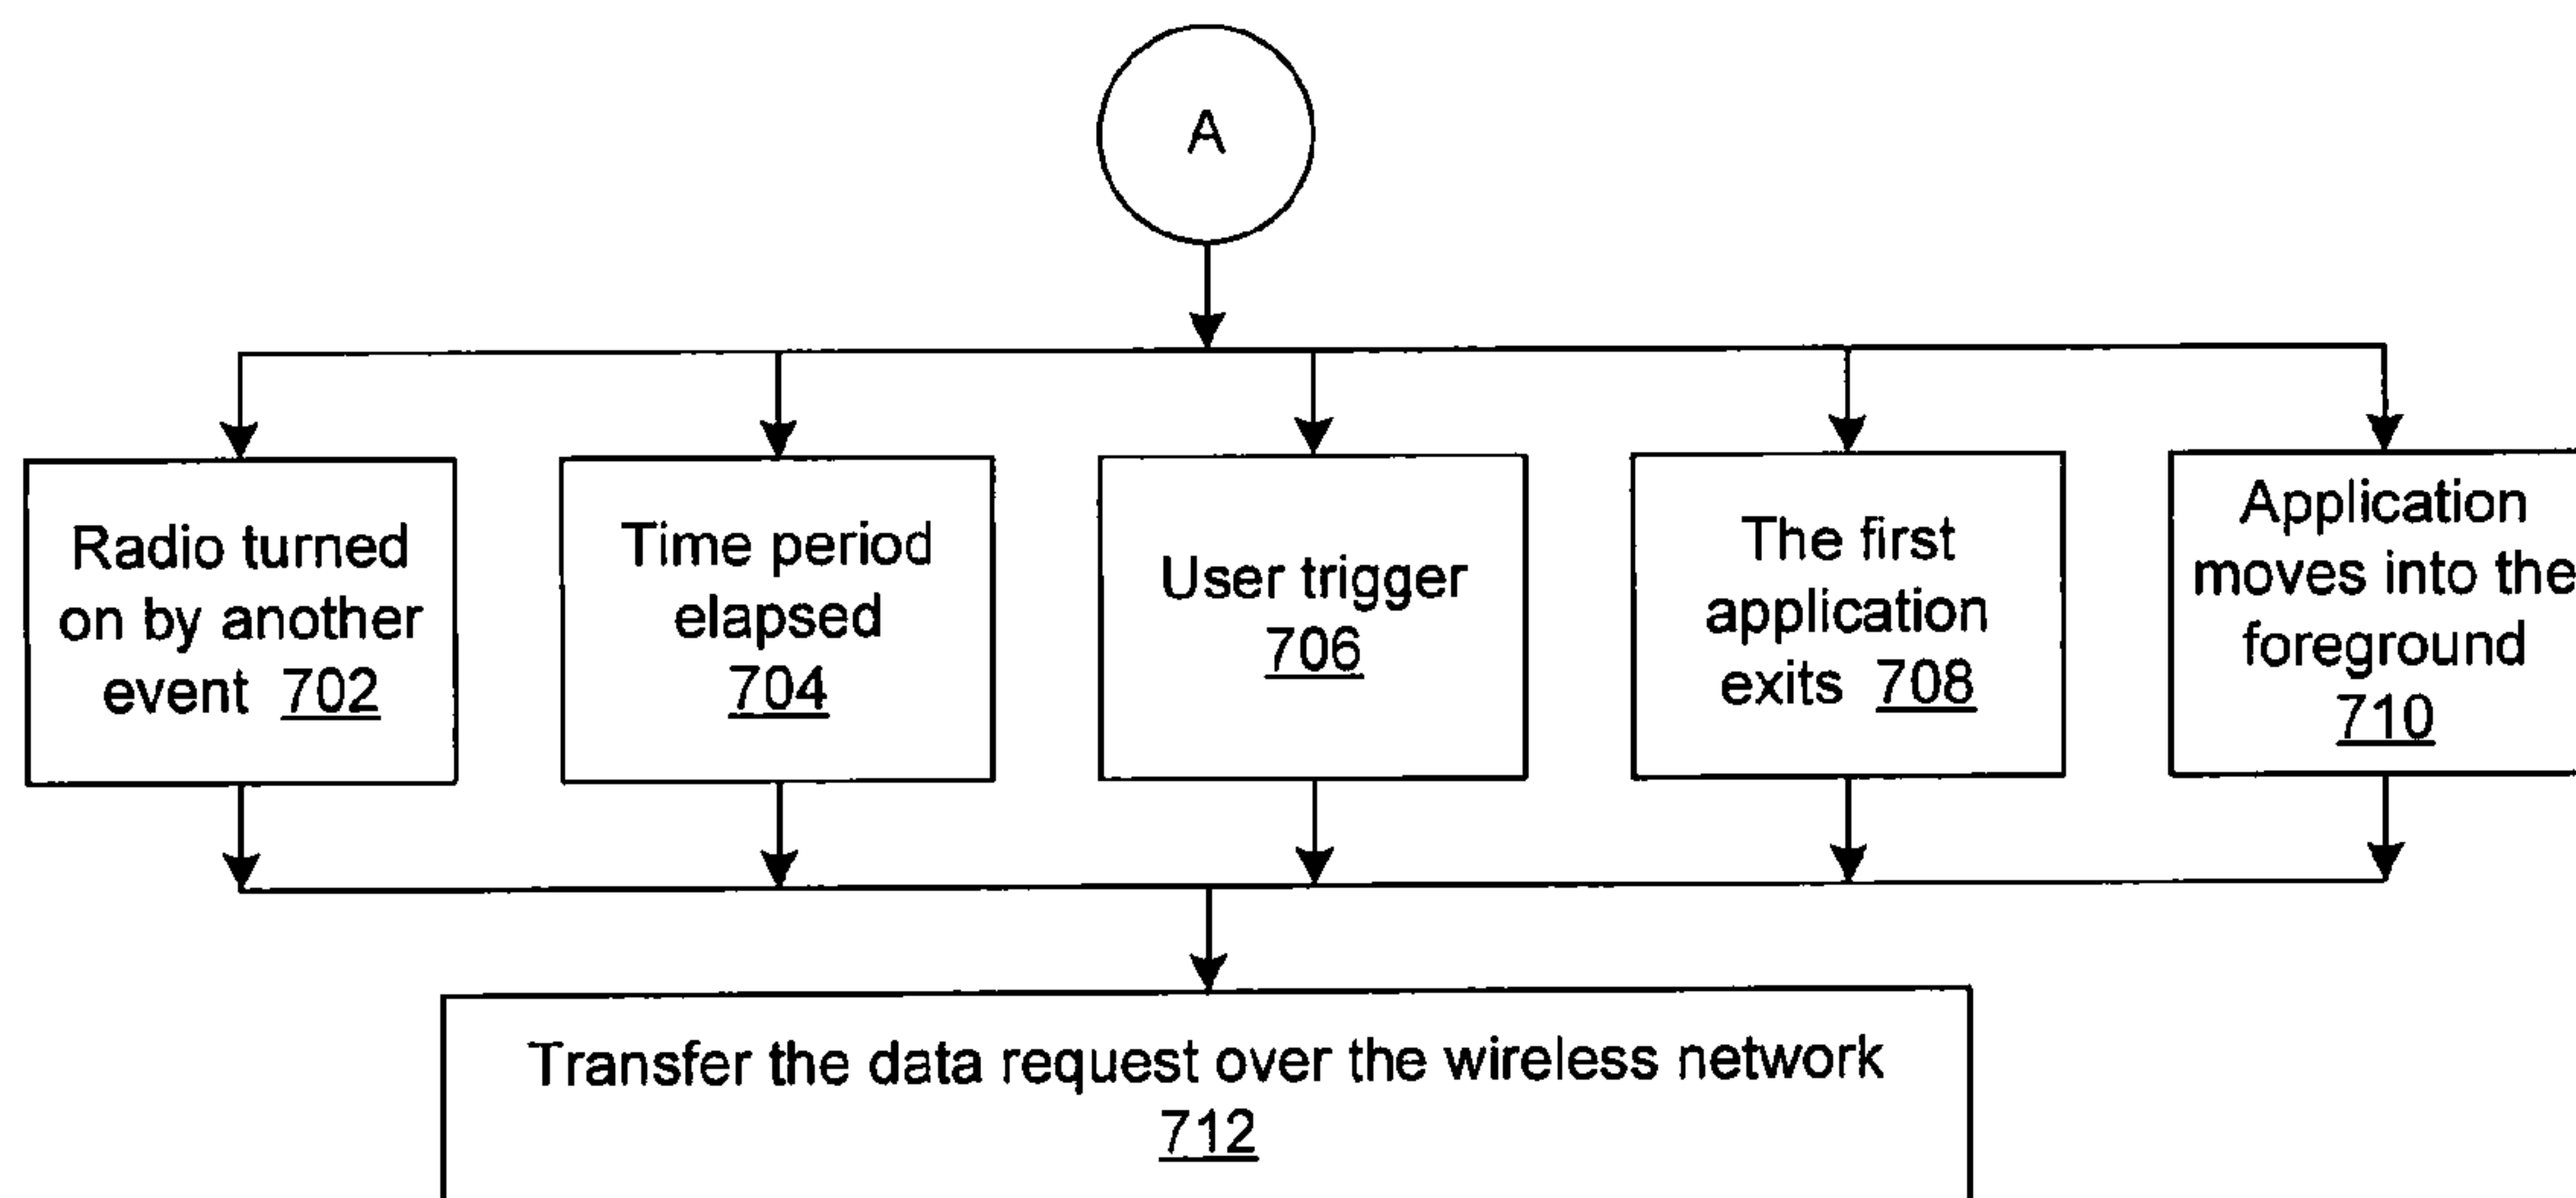 A
Radio turned
on by another
event 702
Time period
elapsed
704
User trigger
706
The first
application
exits 708
Application
moves into the
foreground
710
Transfer the data request over the wireless network
712